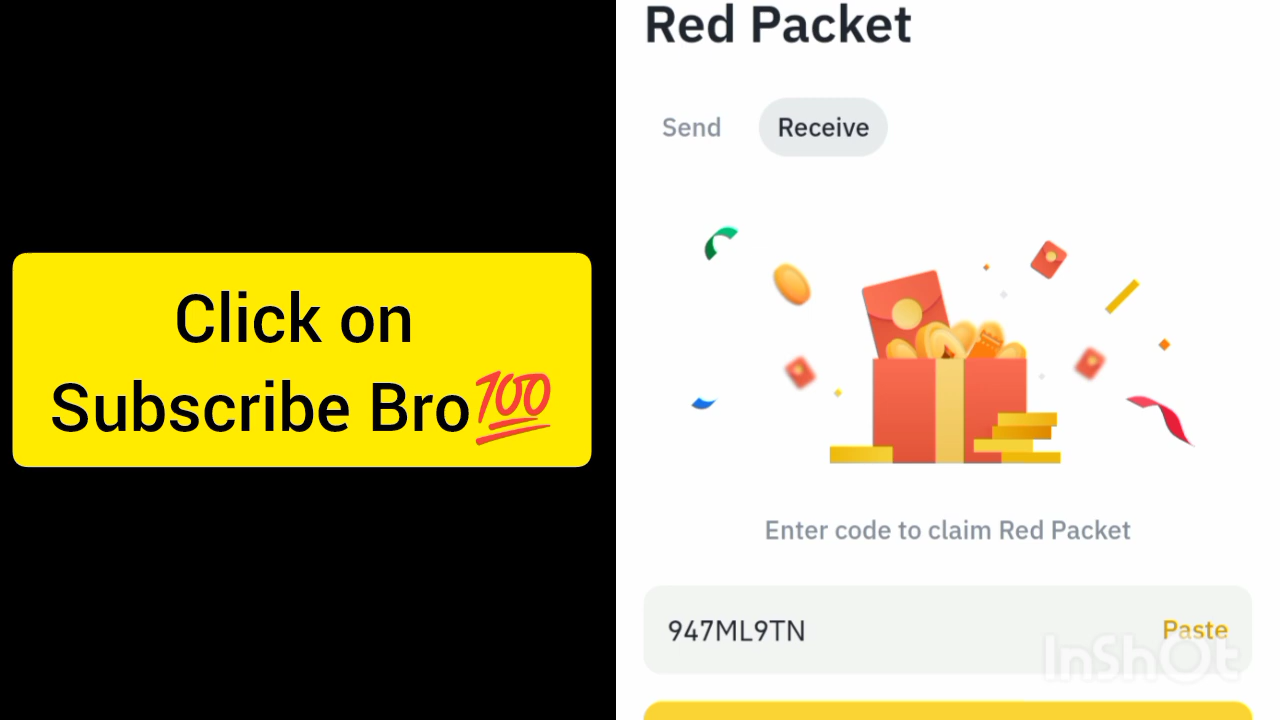 Click on
Subscribe Bro💯
Red Packet
Send
Receive
Enter code to claim Red Packet
947ML9TN
Paste
InShOt